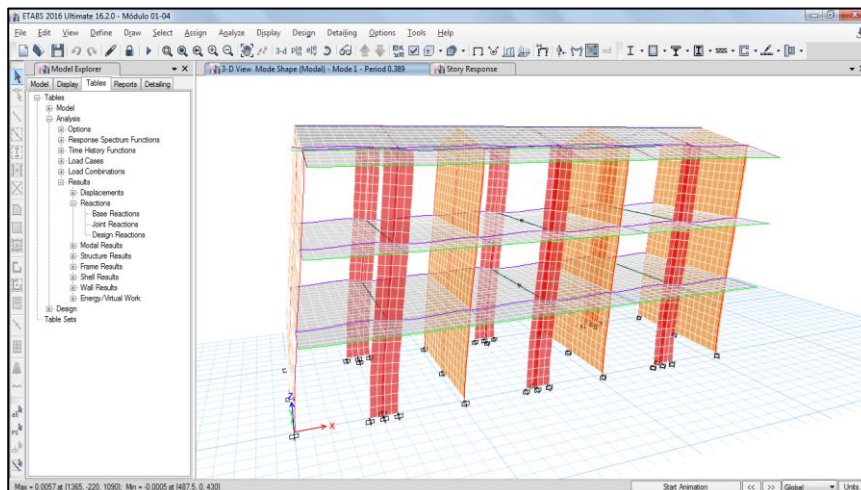 ETABS 2016 Ultimate 16.2.0 - Módulo 01-04
File Edit View Define Draw Select Assign Analyze Display Design Detailing Options Tools Help
Model Explorer
3-D View Mode Shape (Modal) - Mode 1 - Period 0.389
Story Response
Model Display Tables Reports Detailing
Tables
Model
Analysis
Options
Response Spectrum Functions
Time History Functions
Load Cases
Load Combinations
Results
Displacements
Reactions
Base Reactions
Joint Reactions
Design Reactions
Modal Results
Structure Results
Frame Results
Shell Results
Wall Results
Energy/Virtual Work
Design
Table Sets
Z
X
Max = 0.0057 at [1365, -220, 1090]; Min = -0.0005 at [487.5, 0, 430]
Start Animation << >> Global Units